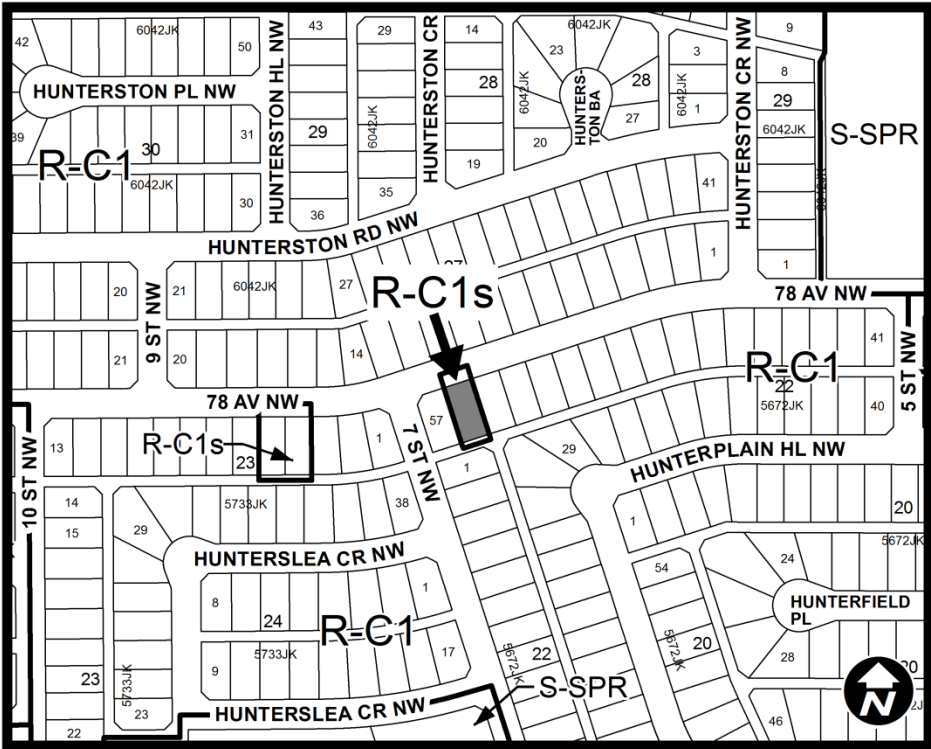 42
6042JK
50
43
29
14
23
3
9
HUNTERSTON PL NW
HUNTERSTON HL NW
HUNTERSTON CR
28
28
8
29
6042JK
S-SPR
39
R-C1
30
31
29
6042JK
6042JK
HUNTERS-
TON BA
27
6042JK
1
HUNTERSTON CR NW
6042JK
30
36
35
19
20
41
6042JK
HUNTERSTON RD NW
1
1
20
9 ST NW
21
6042JK
27
27
R-C1s
78 AV NW
21
20
14
R-C1
22
5672JK
41
40
5 ST NW
78 AV NW
13
R-C1s
23
1
57
7 ST NW
10 ST NW
1
29
HUNTERPLAIN HL NW
14
15
29
5733JK
38
1
20
5672JK
HUNTERSLEA CR NW
54
24
8
24
1
HUNTERFIELD
PL
R-C1
9
5733JK
17
5672JK
22
5672JK
20
28
20
23
5733JK
23
22
HUNTERSLEA CR NW
S-SPR
46
N